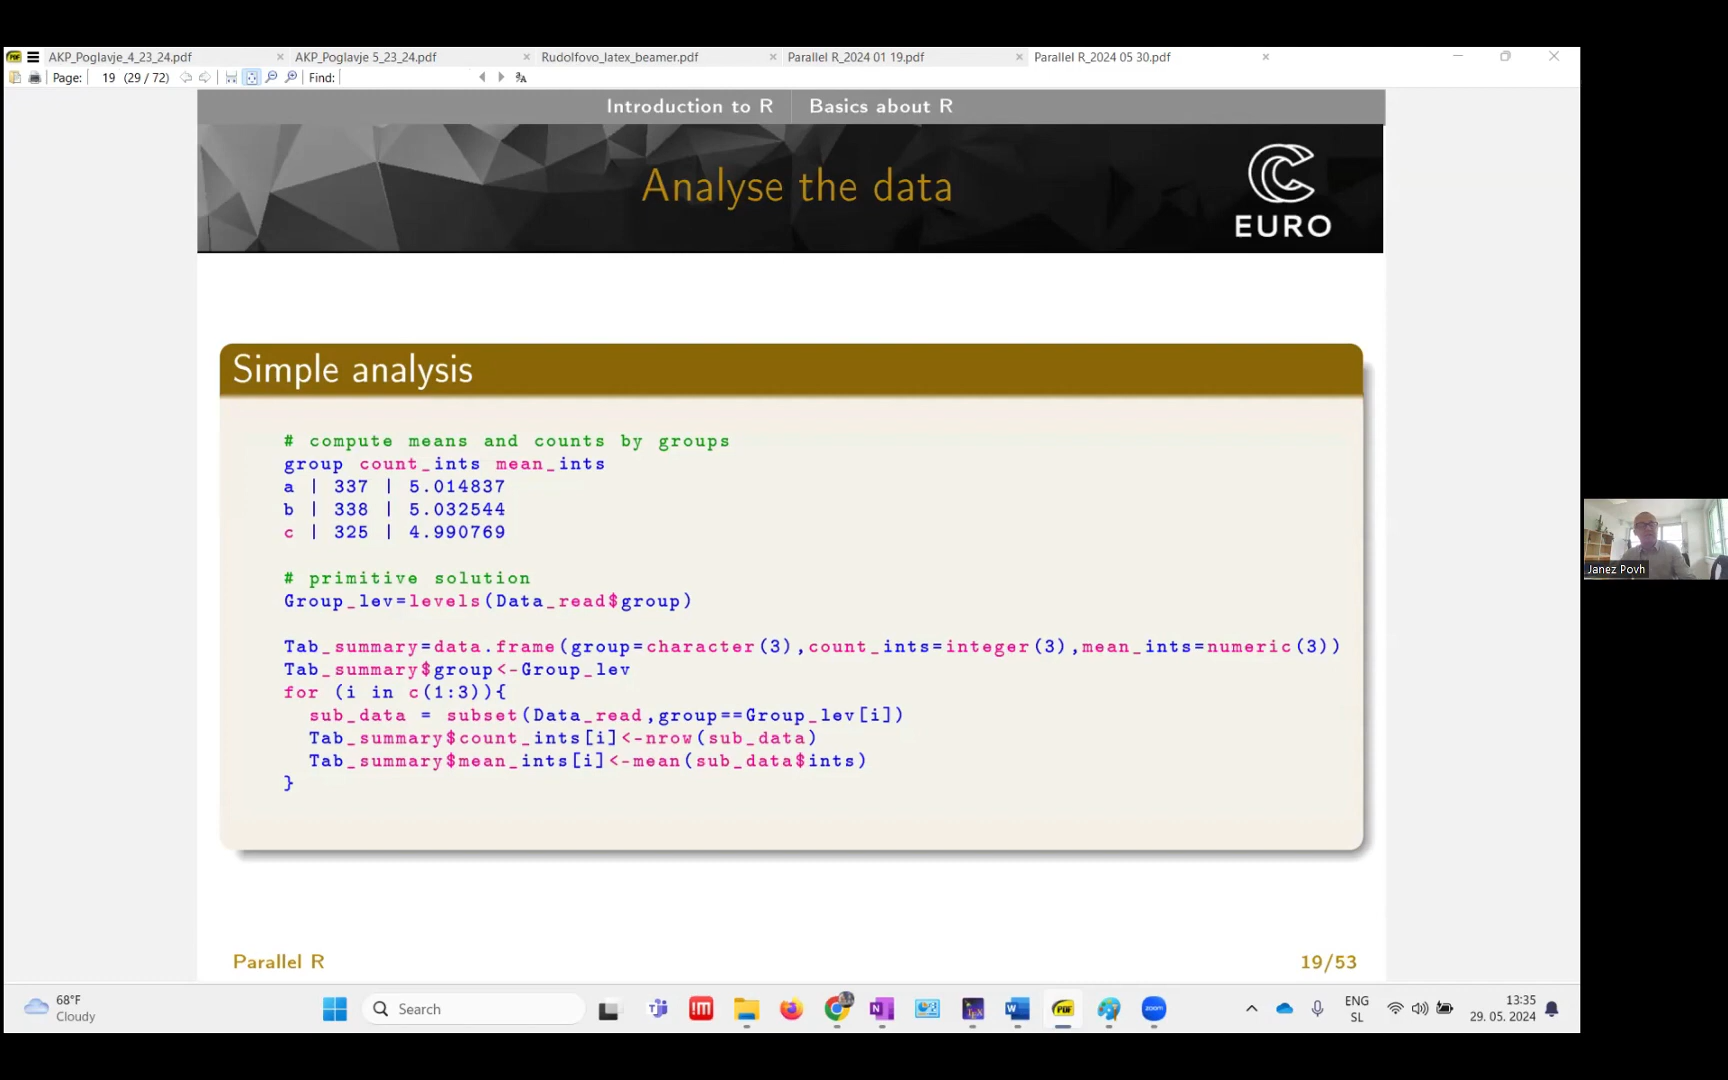 AKP_Poglavje_4_23_24.pdf
AKP_Poglavje 5_23_24.pdf
Rudolfovo_latex_beamer.pdf
Parallel R_2024 01 19.pdf
Parallel R_2024 05 30.pdf
Page: 19 (29 / 72) Find:
Introduction to R Basics about R
Analyse the data
EURO
Simple analysis
# compute means and counts by groups
group count_ints mean_ints
a | 337 | 5.014837
b | 338 | 5.032544
c | 325 | 4.990769
# primitive solution
Group_lev=levels(Data_read$group)
Tab_summary=data.frame(group=character(3),count_ints=integer(3),mean_ints=numeric(3))
Tab_summary$group<-Group_lev
for (i in c(1:3)){
sub_data = subset(Data_read,group==Group_lev[i])
Tab_summary$count_ints[i]<-nrow(sub_data)
Tab_summary$mean_ints[i]<-mean(sub_data$ints)
}
Parallel R 19/53
Janez Povh
68°F
Cloudy
Search
zoom
ENG
SL
13:35
29. 05. 2024